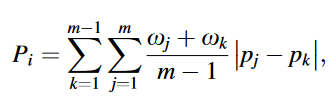 $P_i = \sum_{k=1}^{m-1} \sum_{j=1}^{m} \frac{\omega_j + \omega_k}{m-1} |p_j - p_k|,$